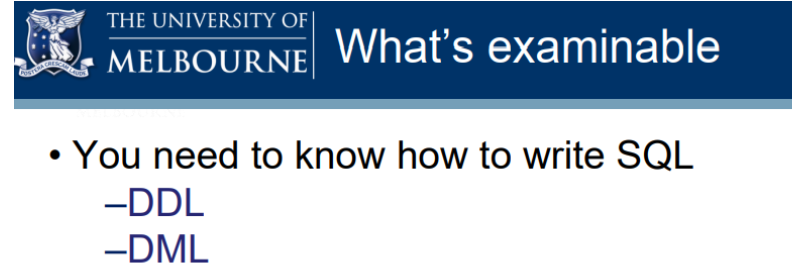 THE UNIVERSITY OF
MELBOURNE
What's examinable
• You need to know how to write SQL
–DDL
–DML